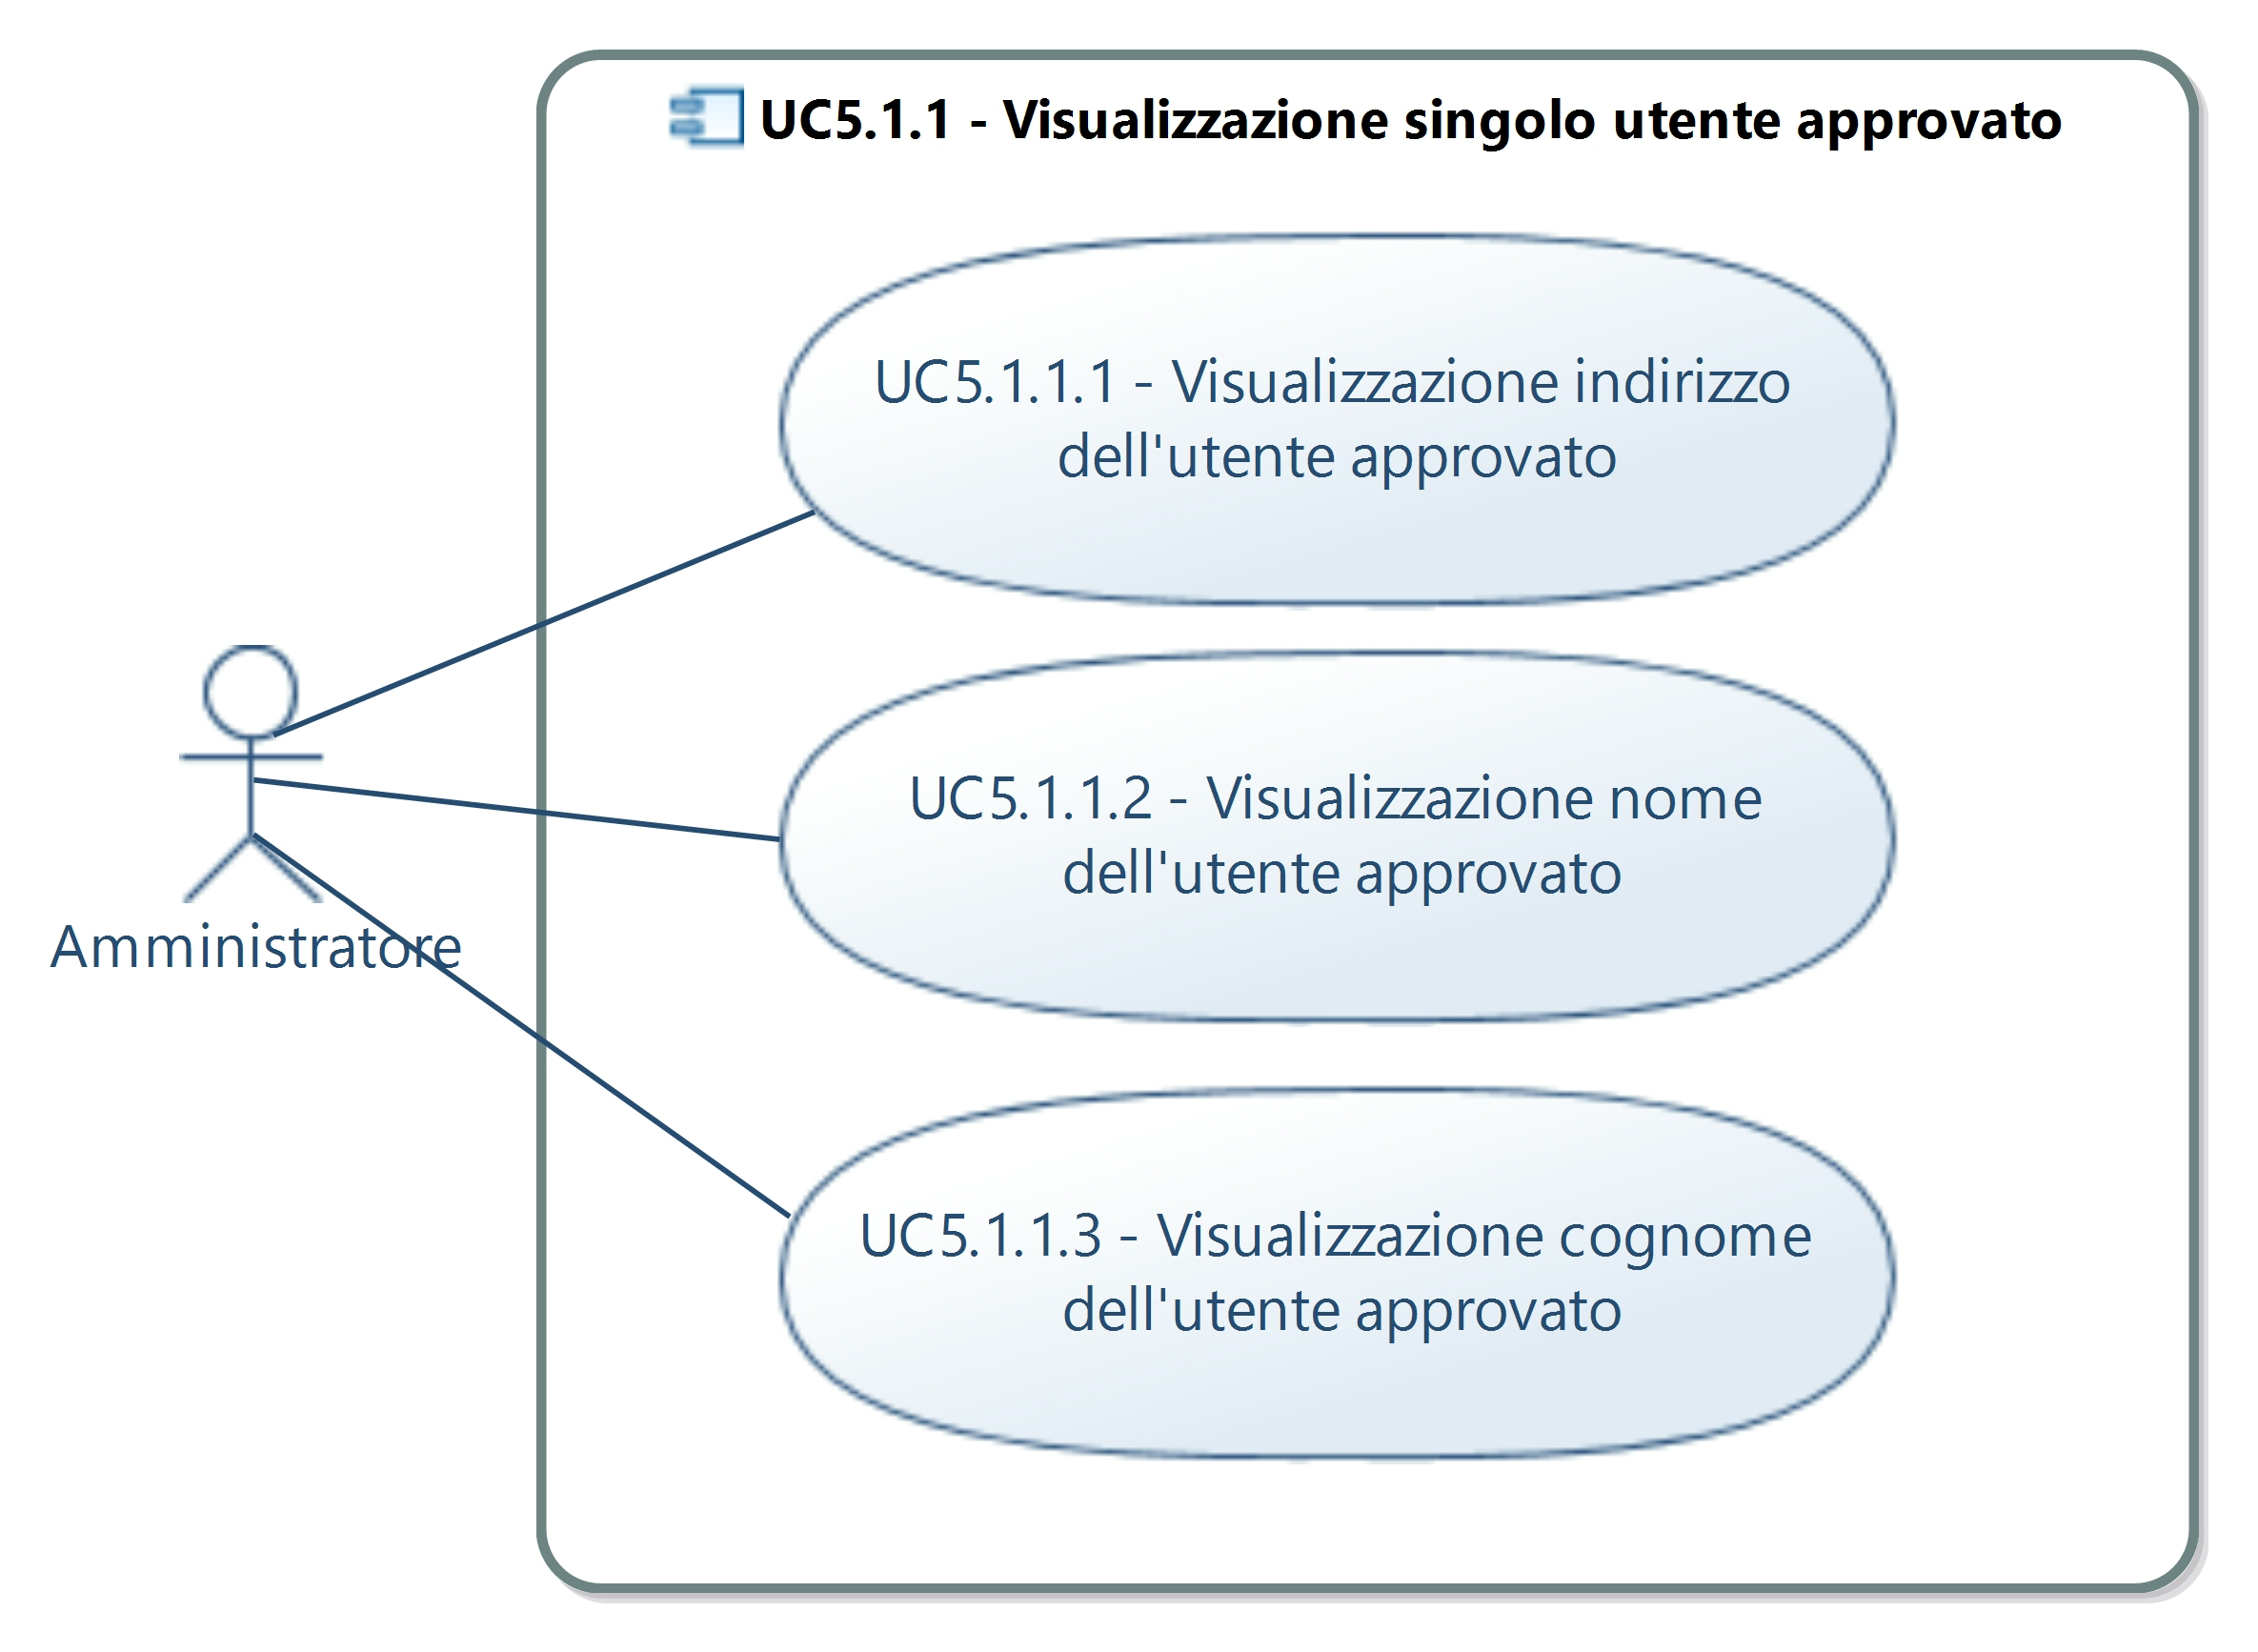 UC5.1.1 - Visualizzazione singolo utente approvato
UC5.1.1.1 - Visualizzazione indirizzo
dell'utente approvato
UC5.1.1.2 - Visualizzazione nome
dell'utente approvato
Amministratore
UC5.1.1.3 - Visualizzazione cognome
dell'utente approvato